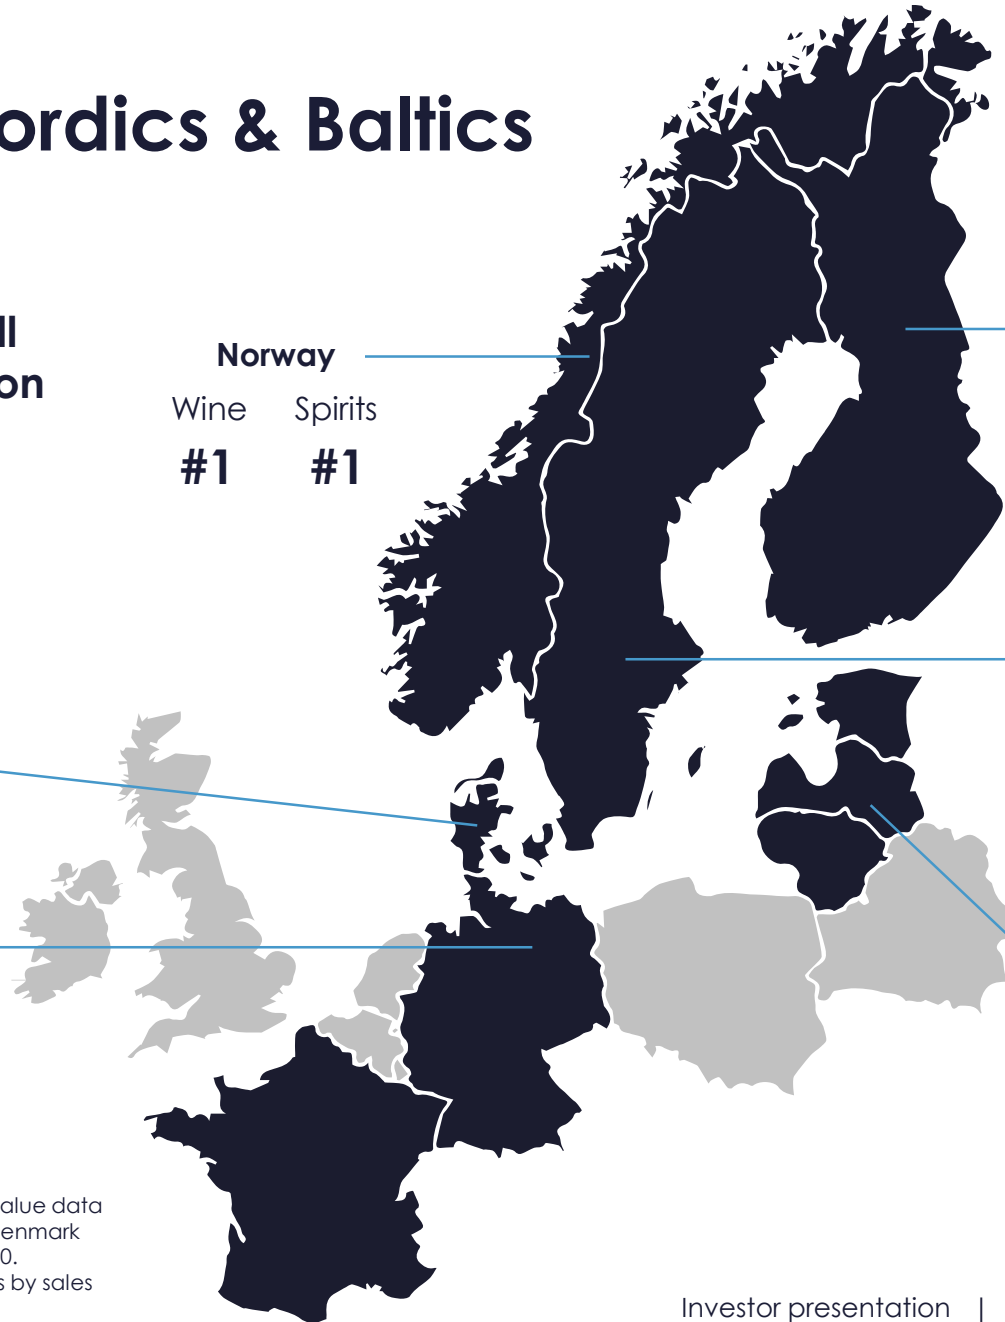 ordics & Baltics
ll
on
Norway
Wine Spirits
#1 #1
alue data
enmark
0.
s by sales
Investor presentation |